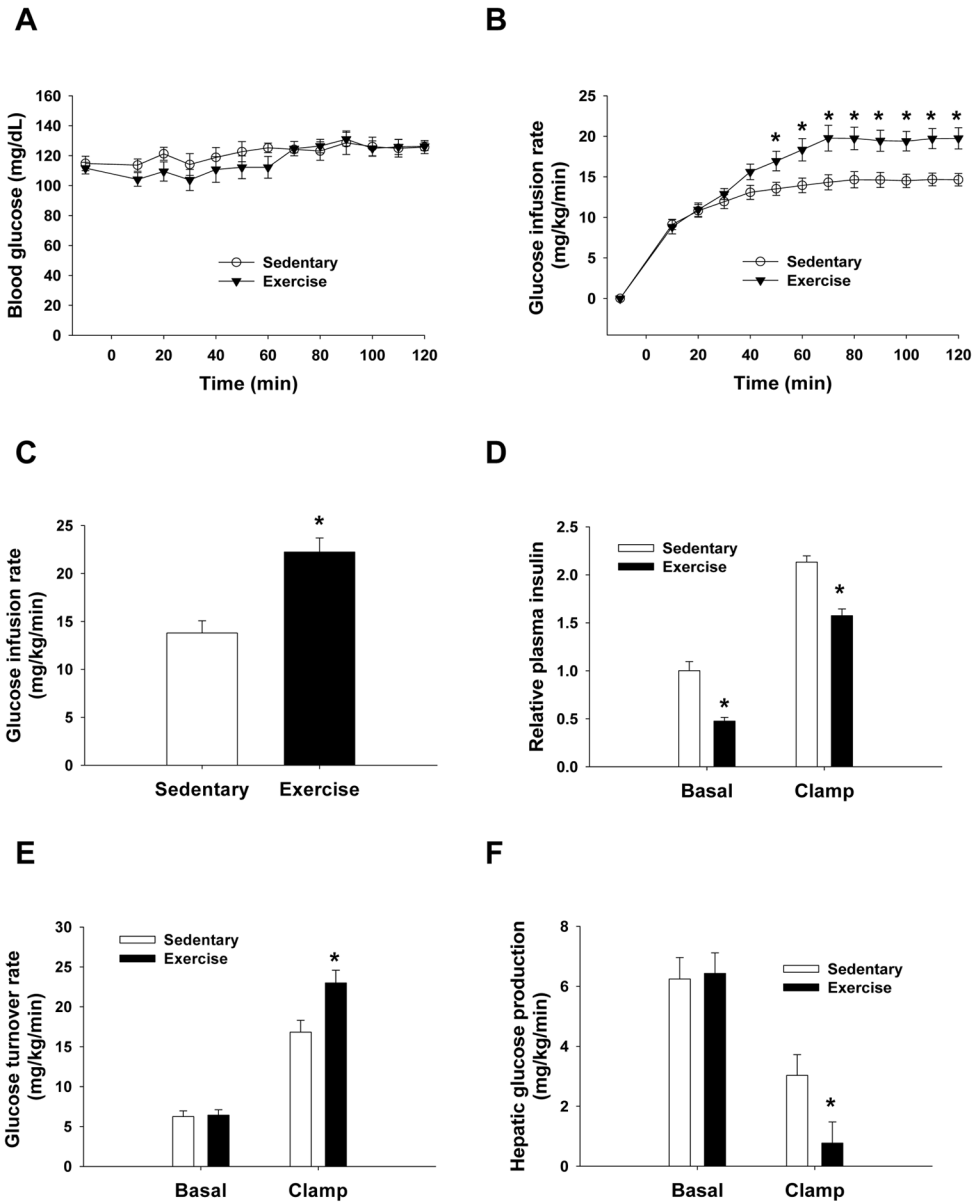 A
Blood glucose (mg/dL)
160
140
120
100
80
60
40
20
0
Sedentary
Exercise
0 20 40 60 80 100 120
Time (min)
B
Glucose infusion rate
(mg/kg/min)
25
20
15
10
5
0
* * * * * * * *
Sedentary
Exercise
0 20 40 60 80 100 120
Time (min)
C
Glucose infusion rate
(mg/kg/min)
25
20
15
10
5
0
*
Sedentary Exercise
D
Relative plasma insulin
2.5
2.0
1.5
1.0
0.5
0.0
Sedentary
Exercise
*
*
Basal Clamp
E
Glucose turnover rate
(mg/kg/min)
30
25
20
15
10
5
0
Sedentary
Exercise
*
Basal Clamp
F
Hepatic glucose production
(mg/kg/min)
8
6
4
2
0
Sedentary
Exercise
*
Basal Clamp